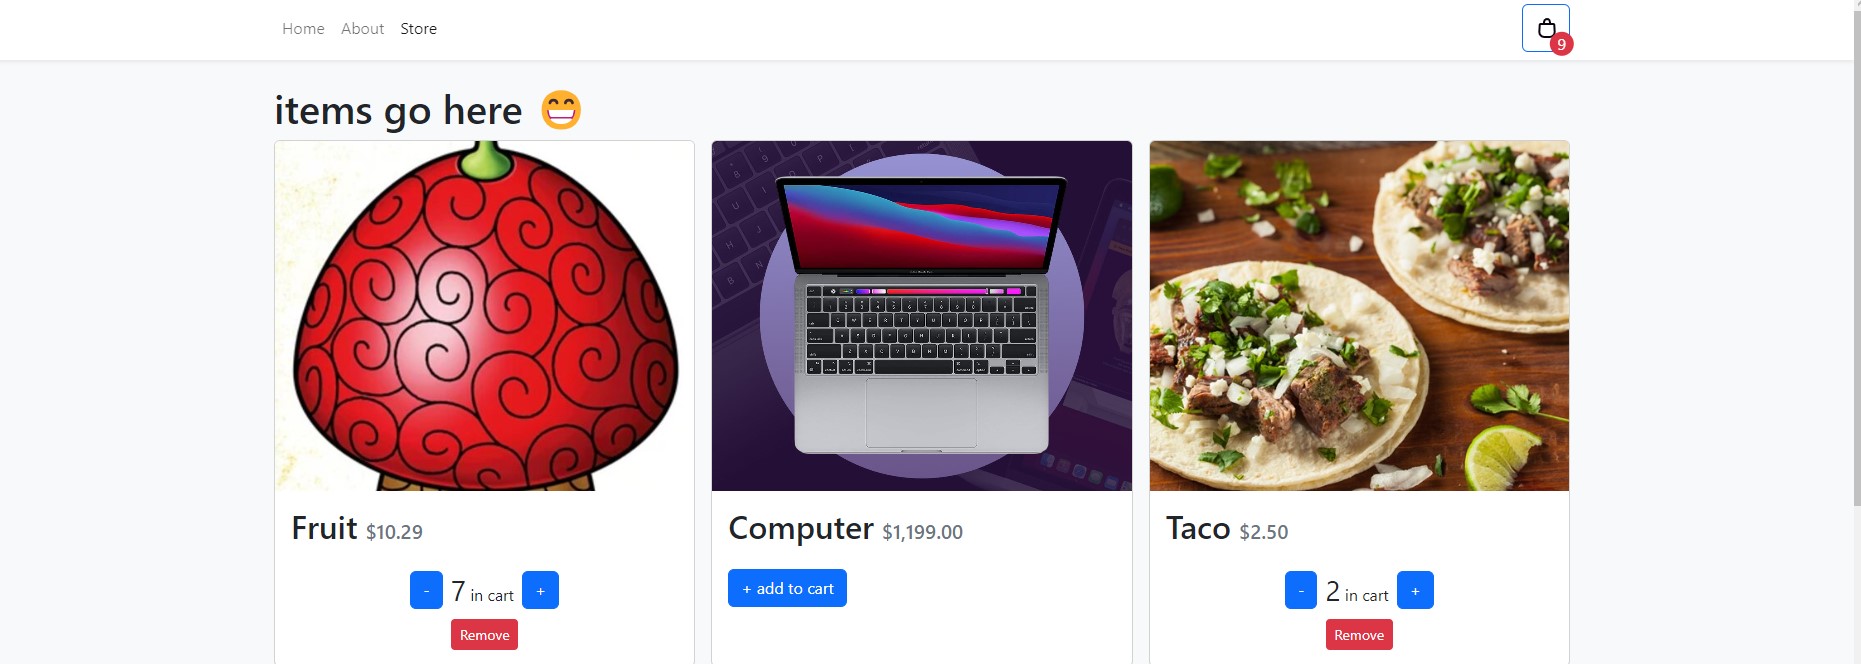 Home About Store
9
items go here 😁
Fruit $10.29
- 7 in cart +
Remove
Computer $1,199.00
+ add to cart
Taco $2.50
- 2 in cart +
Remove